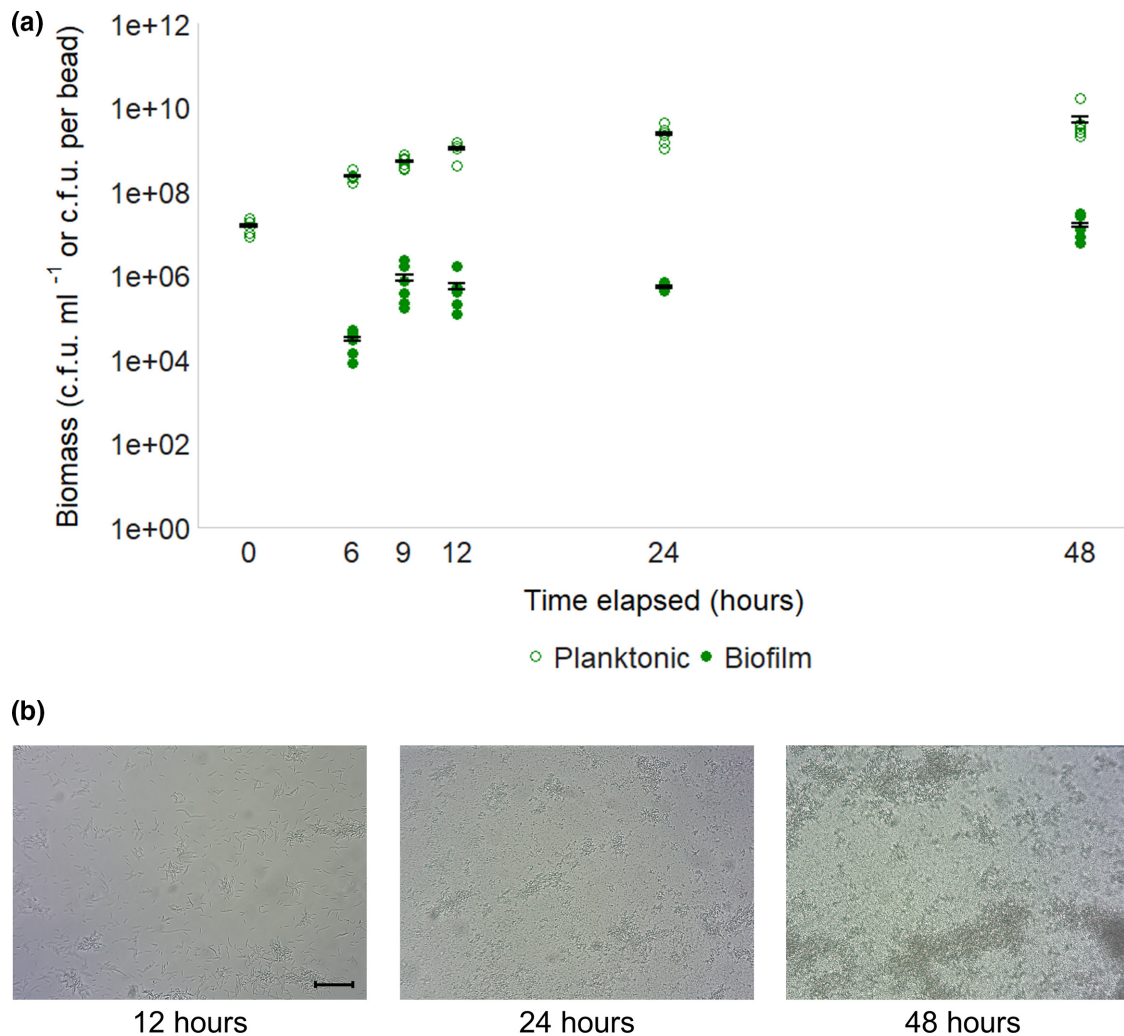 (a)
Biomass (c.f.u. ml⁻¹ or c.f.u. per bead)
1e+12
1e+10
1e+08
1e+06
1e+04
1e+02
1e+00
0 6 9 12 24 48
Time elapsed (hours)
Planktonic Biofilm
(b)
12 hours 24 hours 48 hours